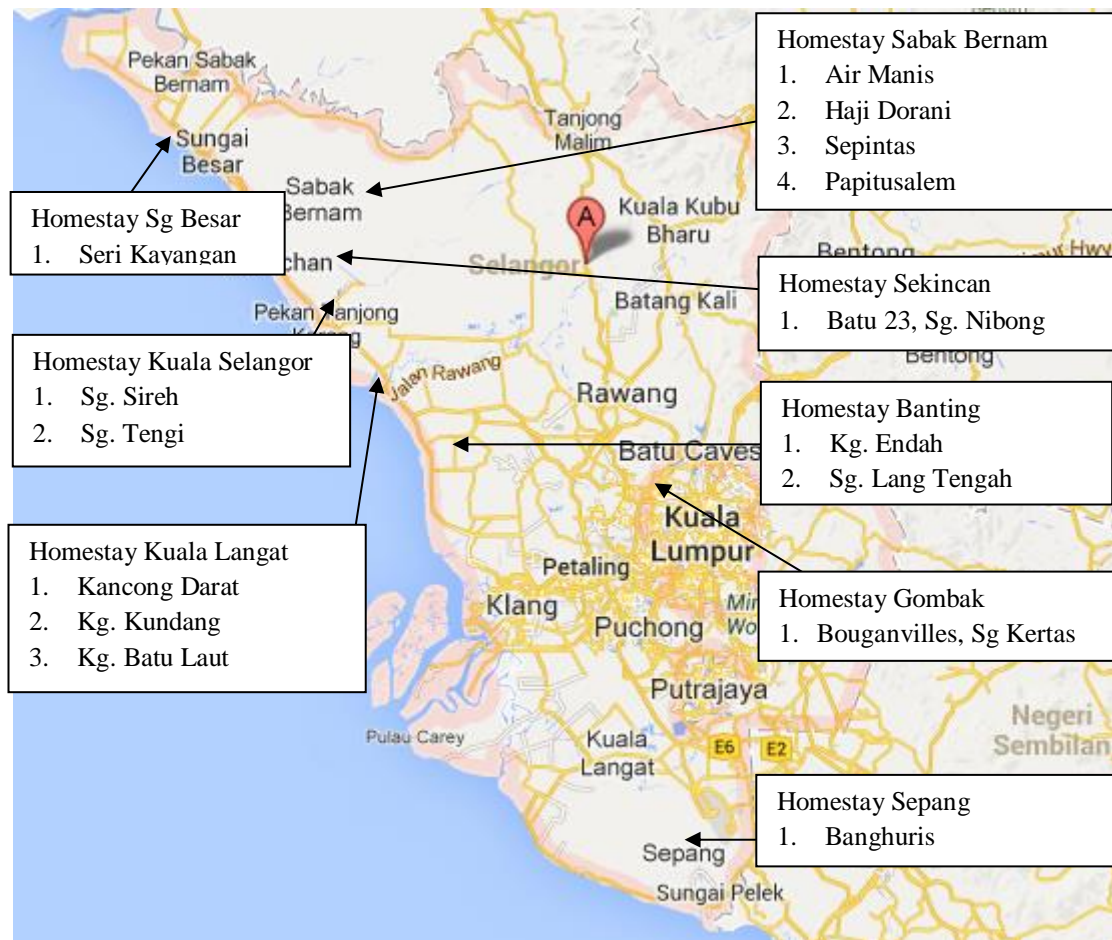 Pekan Sabak
Bernam
Sungai
Besar
Sabak
Bernam
chan
Pekan Tanjong
Tanjong
Malim
Kuala Kubu
Bharu
A
Selangor
Batang Kali
Bentong
Bentong
Jalan Rawang
Rawang
Batu Caves
Kuala
Lumpur
Petaling
Klang
Puchong
Putrajaya
Pulau Carey
Kuala
Langat
E6
E2
Negeri
Sembilan
Sepang
Sungai Pelek
Homestay Sabak Bernam
1. Air Manis
2. Haji Dorani
3. Sepintas
4. Papitusalem
Homestay Sg Besar
1. Seri Kayangan
Homestay Sekincan
1. Batu 23, Sg. Nibong
Homestay Kuala Selangor
1. Sg. Sireh
2. Sg. Tengi
Homestay Banting
1. Kg. Endah
2. Sg. Lang Tengah
Homestay Kuala Langat
1. Kancong Darat
2. Kg. Kundang
3. Kg. Batu Laut
Homestay Gombak
1. Bouganvilles, Sg Kertas
Homestay Sepang
1. Banghuris